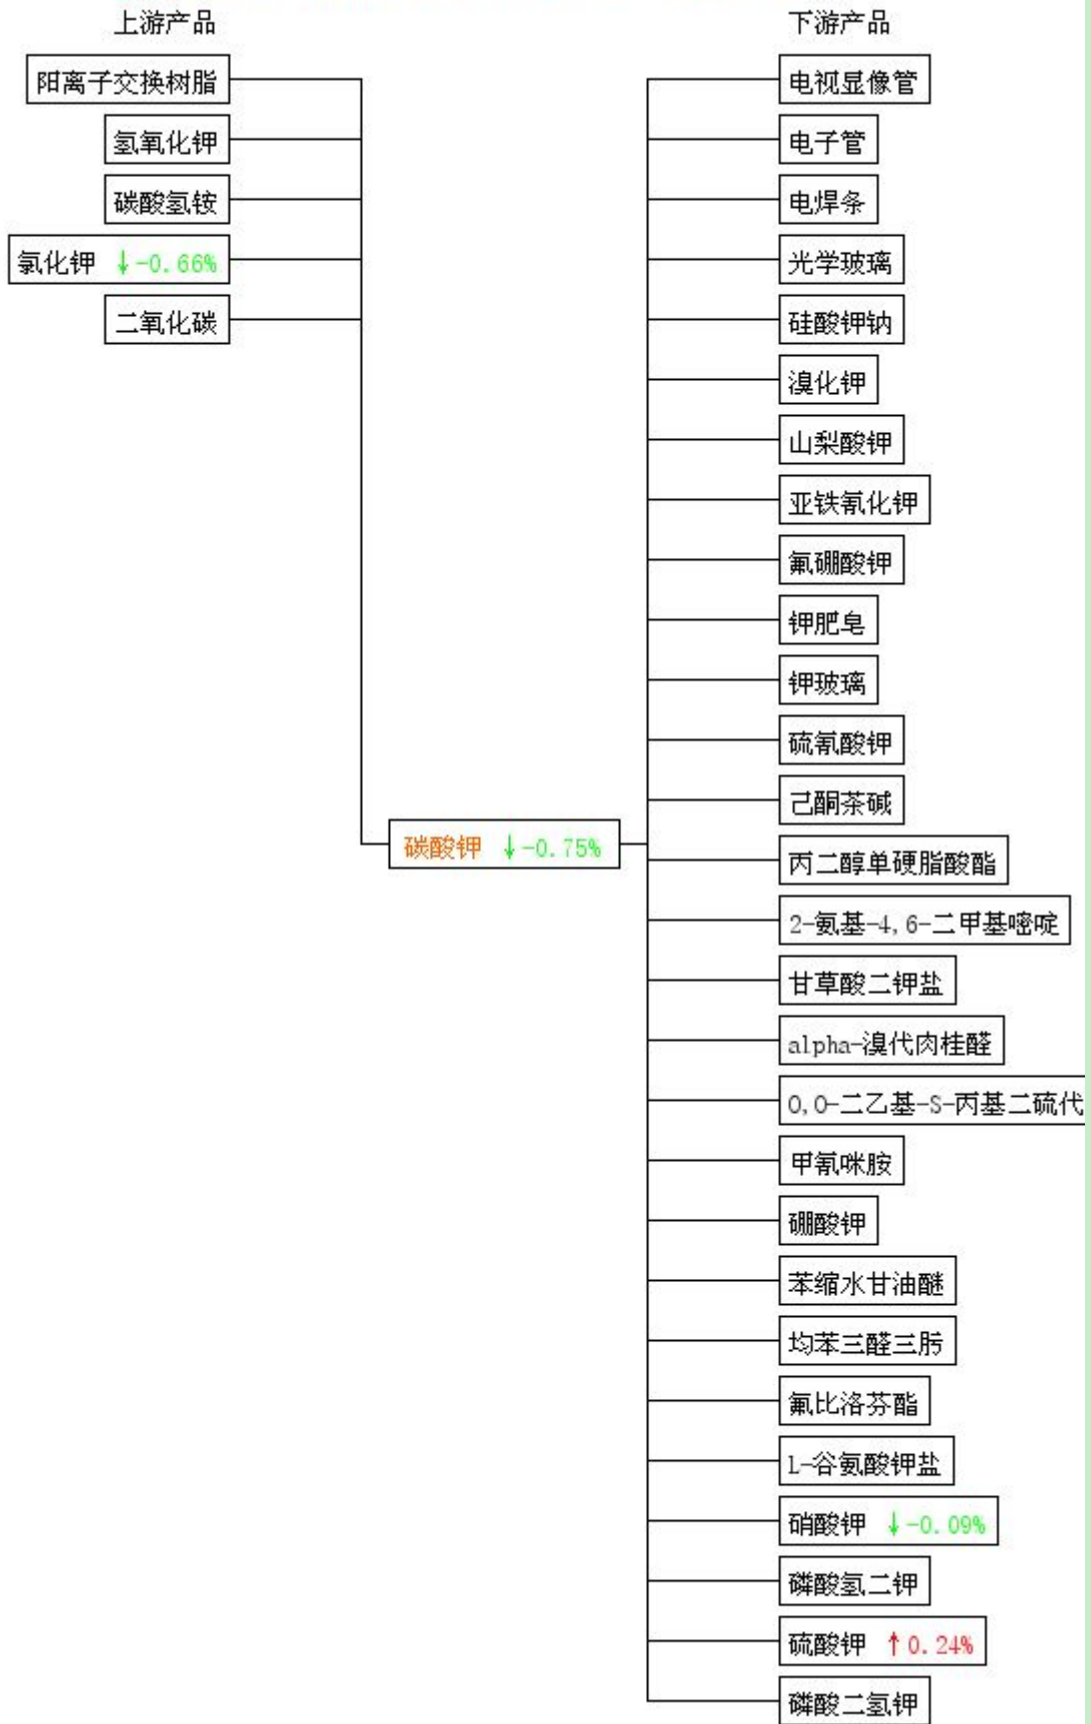 上游产品
下游产品
阳离子交换树脂
氢氧化钾
碳酸氢铵
氯化钾 ↓-0.66%
二氧化碳
碳酸钾 ↓-0.75%
电视显像管
电子管
电焊条
光学玻璃
硅酸钾钠
溴化钾
山梨酸钾
亚铁氰化钾
氟硼酸钾
钾肥皂
钾玻璃
硫氰酸钾
己酮茶碱
丙二醇单硬脂酸酯
2-氨基-4,6-二甲基嘧啶
甘草酸二钾盐
alpha-溴代肉桂醛
O,O-二乙基-S-丙基二硫代
甲氰咪胺
硼酸钾
苯缩水甘油醚
均苯三醛三肟
氟比洛芬酯
L-谷氨酸钾盐
硝酸钾 ↓-0.09%
磷酸氢二钾
硫酸钾 ↑0.24%
磷酸二氢钾